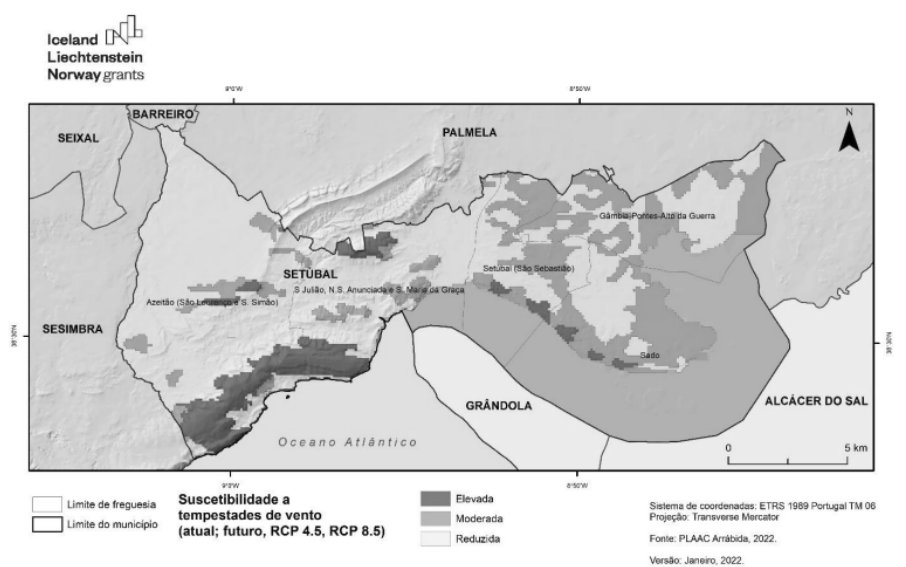 Iceland
Liechtenstein
Norway grants
9°0'W
8°50'W
BARREIRO
N
SEIXAL
PALMELA
Gâmbia-Pontes-Alto da Guerra
SETÚBAL
Setúbal (São Sebastião)
S Julião, N.S. Anunciada e S. Maria da Graça
Azeitão (São Lourenço e S. Simão)
SESIMBRA
38°30'N
38°30'N
Sado
GRÂNDOLA
ALCÁCER DO SAL
Oceano Atlântico
0
5 km
9°0'W
8°50'W
Limite de freguesia
Limite do município
Suscetibilidade a
tempestades de vento
(atual; futuro, RCP 4.5, RCP 8.5)
Elevada
Moderada
Reduzida
Sistema de coordenadas: ETRS 1989 Portugal TM 06
Projeção: Transverse Mercator
Fonte: PLAAC Arrábida, 2022.
Versão: Janeiro, 2022.